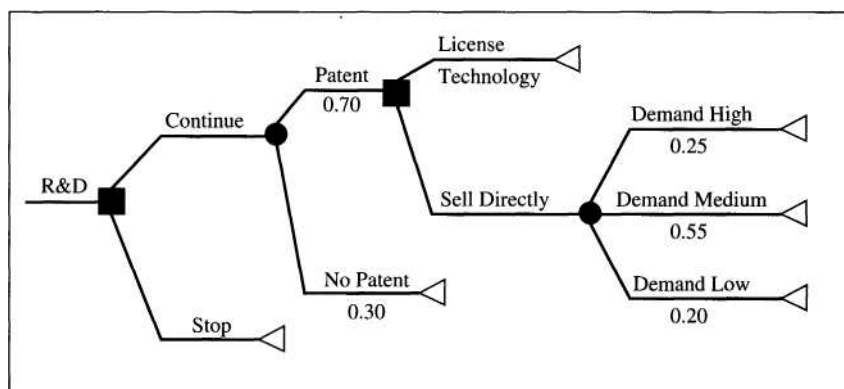 License
Technology
Patent
0.70
Demand High
0.25
Continue
R&D
Sell Directly
Demand Medium
0.55
No Patent
0.30
Demand Low
0.20
Stop